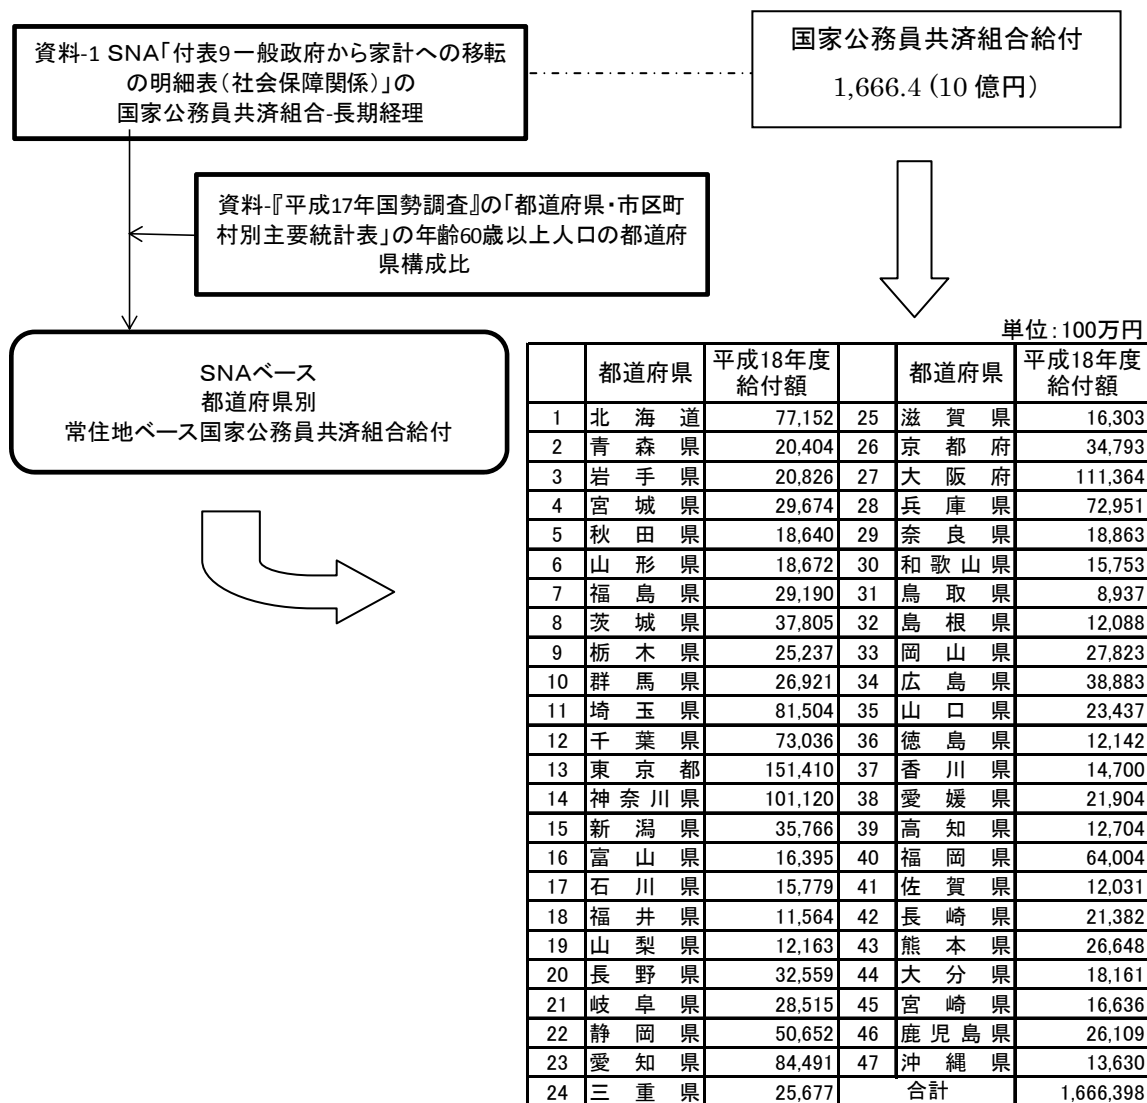 資料-1 SNA「付表9一般政府から家計への移転
の明細表(社会保障関係)」の
国家公務員共済組合-長期経理
国家公務員共済組合給付
1,666.4 (10 億円)
資料-『平成17年国勢調査』の「都道府県・市区町
村別主要統計表」の年齢60歳以上人口の都道府
県構成比
SNAベース
都道府県別
常住地ベース国家公務員共済組合給付
単位:100万円
都道府県 平成18年度給付額 都道府県 平成18年度給付額
1 北海道 77,152 25 滋賀県 16,303
2 青森県 20,404 26 京都府 34,793
3 岩手県 20,826 27 大阪府 111,364
4 宮城県 29,674 28 兵庫県 72,951
5 秋田県 18,640 29 奈良県 18,863
6 山形県 18,672 30 和歌山県 15,753
7 福島県 29,190 31 鳥取県 8,937
8 茨城県 37,805 32 島根県 12,088
9 栃木県 25,237 33 岡山県 27,823
10 群馬県 26,921 34 広島県 38,883
11 埼玉県 81,504 35 山口県 23,437
12 千葉県 73,036 36 徳島県 12,142
13 東京都 151,410 37 香川県 14,700
14 神奈川県 101,120 38 愛媛県 21,904
15 新潟県 35,766 39 高知県 12,704
16 富山県 16,395 40 福岡県 64,004
17 石川県 15,779 41 佐賀県 12,031
18 福井県 11,564 42 長崎県 21,382
19 山梨県 12,163 43 熊本県 26,648
20 長野県 32,559 44 大分県 18,161
21 岐阜県 28,515 45 宮崎県 16,636
22 静岡県 50,652 46 鹿児島県 26,109
23 愛知県 84,491 47 沖縄県 13,630
24 三重県 25,677 合計 1,666,398